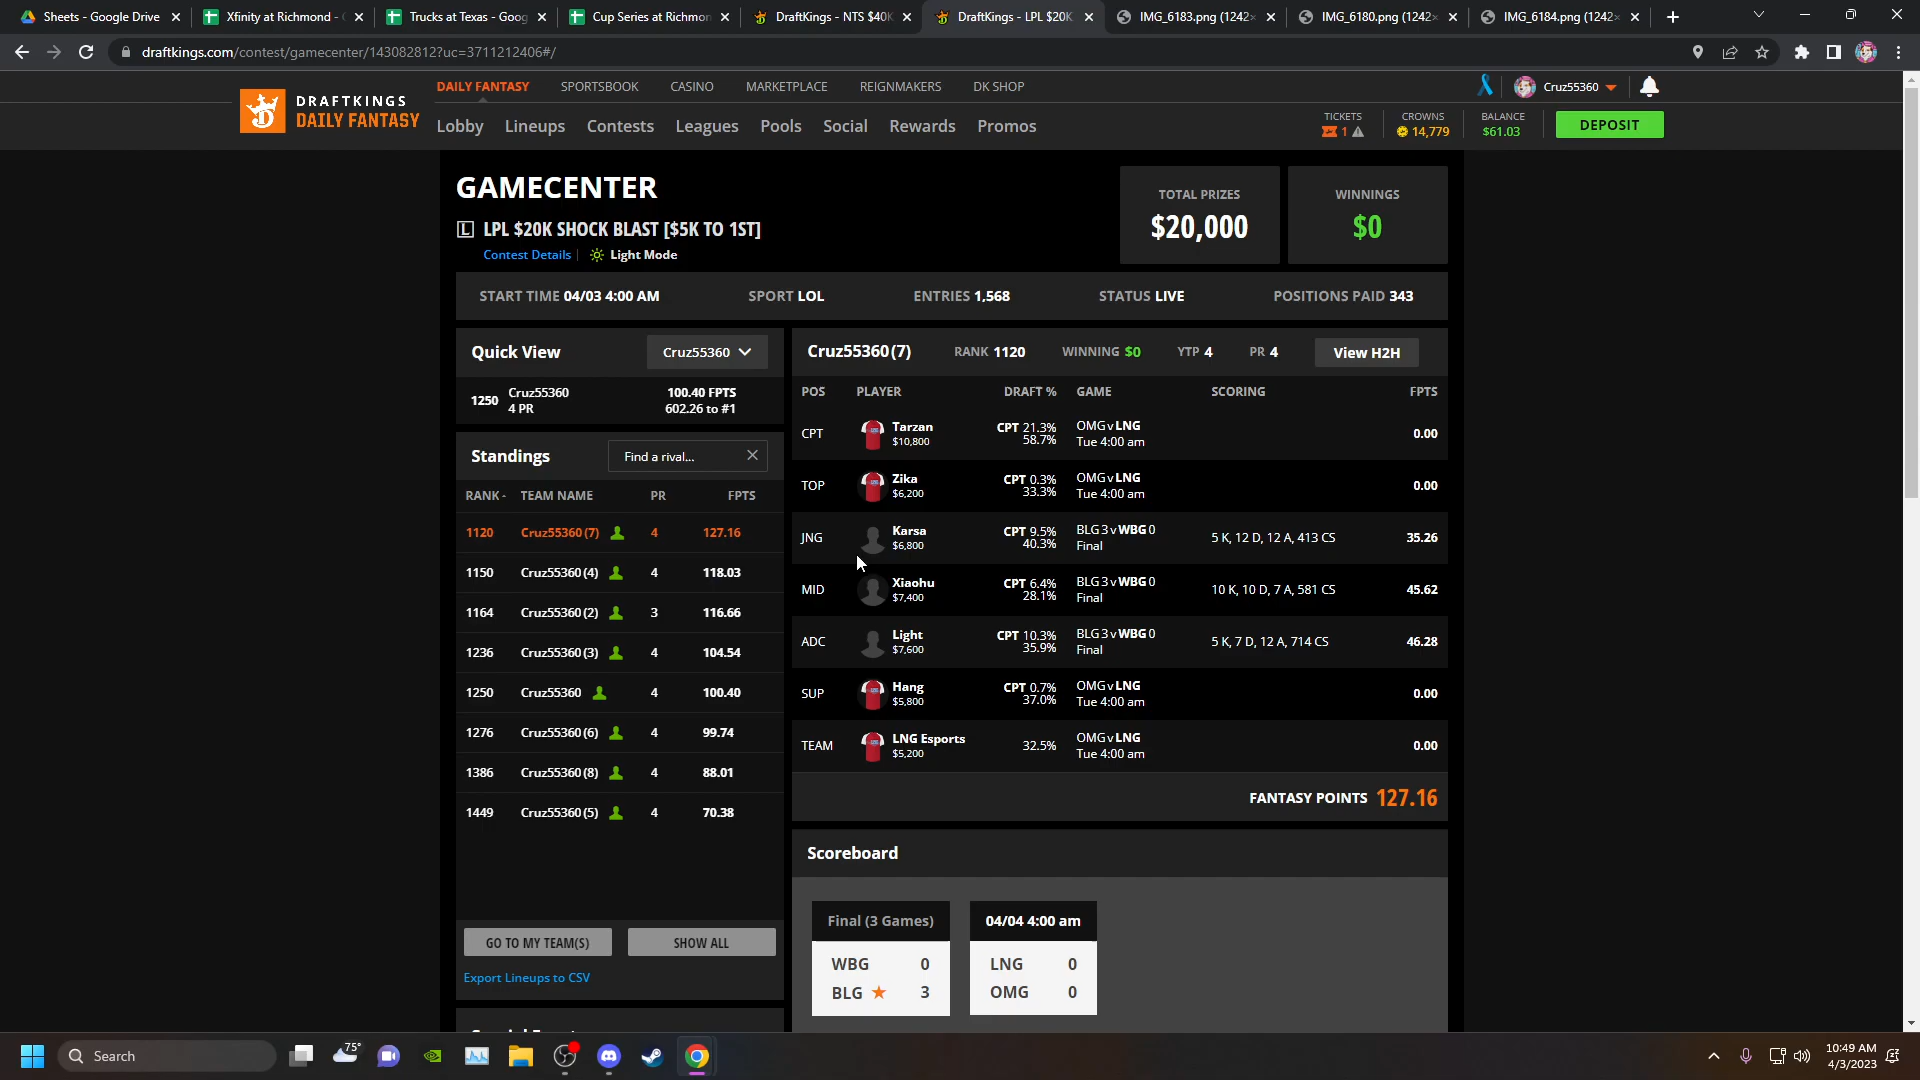 Sheets - Google Drive
Xfinity at Richmond -
Trucks at Texas - Goog
Cup Series at Richmon
DraftKings - NTS $40K
DraftKings - LPL $20K
IMG_6183.png (1242×
IMG_6180.png (1242×
IMG_6184.png (1242×
draftkings.com/contest/gamecenter/143082812?uc=3711212406#/
DRAFTKINGS
DAILY FANTASY
DAILY FANTASY SPORTSBOOK CASINO MARKETPLACE REIGNMAKERS DK SHOP
Cruz55360
Lobby Lineups Contests Leagues Pools Social Rewards Promos
TICKETS
1
CROWNS
14,779
BALANCE
$61.03
DEPOSIT
GAMECENTER
L LPL $20K SHOCK BLAST [$5K TO 1ST]
Contest Details | Light Mode
TOTAL PRIZES
$20,000
WINNINGS
$0
START TIME 04/03 4:00 AM SPORT LOL ENTRIES 1,568 STATUS LIVE POSITIONS PAID 343
Quick View Cruz55360
1250 Cruz55360 100.40 FPTS
4 PR 602.26 to #1
Standings Find a rival...
RANK TEAM NAME PR FPTS
1120 Cruz55360 (7) 4 127.16
1150 Cruz55360 (4) 4 118.03
1164 Cruz55360 (2) 3 116.66
1236 Cruz55360 (3) 4 104.54
1250 Cruz55360 4 100.40
1276 Cruz55360 (6) 4 99.74
1386 Cruz55360 (8) 4 88.01
1449 Cruz55360 (5) 4 70.38
GO TO MY TEAM(S) SHOW ALL
Export Lineups to CSV
Cruz55360 (7) RANK 1120 WINNING $0 YTP 4 PR 4 View H2H
POS PLAYER DRAFT % GAME SCORING FPTS
CPT Tarzan $10,800 CPT 21.3% 58.7% OMG v LNG Tue 4:00 am 0.00
TOP Zika $6,200 CPT 0.3% 33.3% OMG v LNG Tue 4:00 am 0.00
JNG Karsa $6,800 CPT 9.5% 40.3% BLG 3 v WBG 0 Final 5 K, 12 D, 12 A, 413 CS 35.26
MID Xiaohu $7,400 CPT 6.4% 28.1% BLG 3 v WBG 0 Final 10 K, 10 D, 7 A, 581 CS 45.62
ADC Light $7,600 CPT 10.3% 35.9% BLG 3 v WBG 0 Final 5 K, 7 D, 12 A, 714 CS 46.28
SUP Hang $5,800 CPT 0.7% 37.0% OMG v LNG Tue 4:00 am 0.00
TEAM LNG Esports $5,200 32.5% OMG v LNG Tue 4:00 am 0.00
FANTASY POINTS 127.16
Scoreboard
Final (3 Games)
WBG 0
BLG 3
04/04 4:00 am
LNG 0
OMG 0
Search
75°
10:49 AM
4/3/2023